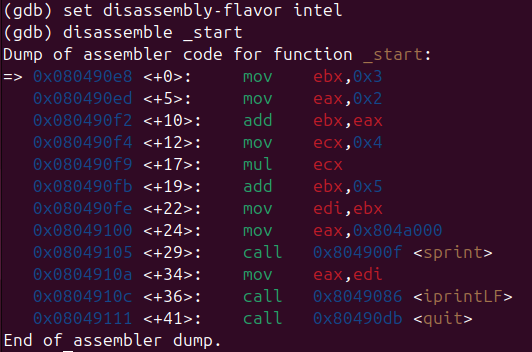 (gdb) set disassembly-flavor intel
(gdb) disassemble _start
Dump of assembler code for function _start:
=> 0x080490e8 <+0>:     mov    ebx,0x3
   0x080490ed <+5>:     mov    eax,0x2
   0x080490f2 <+10>:    add    ebx,eax
   0x080490f4 <+12>:    mov    ecx,0x4
   0x080490f9 <+17>:    mul    ecx
   0x080490fb <+19>:    add    ebx,0x5
   0x080490fe <+22>:    mov    edi,ebx
   0x08049100 <+24>:    mov    eax,0x804a000
   0x08049105 <+29>:    call   0x804900f <sprint>
   0x0804910a <+34>:    mov    eax,edi
   0x0804910c <+36>:    call   0x8049086 <iprintLF>
   0x08049111 <+41>:    call   0x80490db <quit>
End of assembler dump.